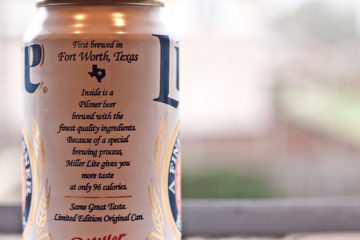 First brewed in
Fort Worth, Texas
Inside is a
Pilsner beer
brewed with the
finest quality ingredients.
Because of a special
brewing process,
Miller Lite gives you
more taste
at only 96 calories.
Same Great Taste.
Limited Edition Original Can.
Miller